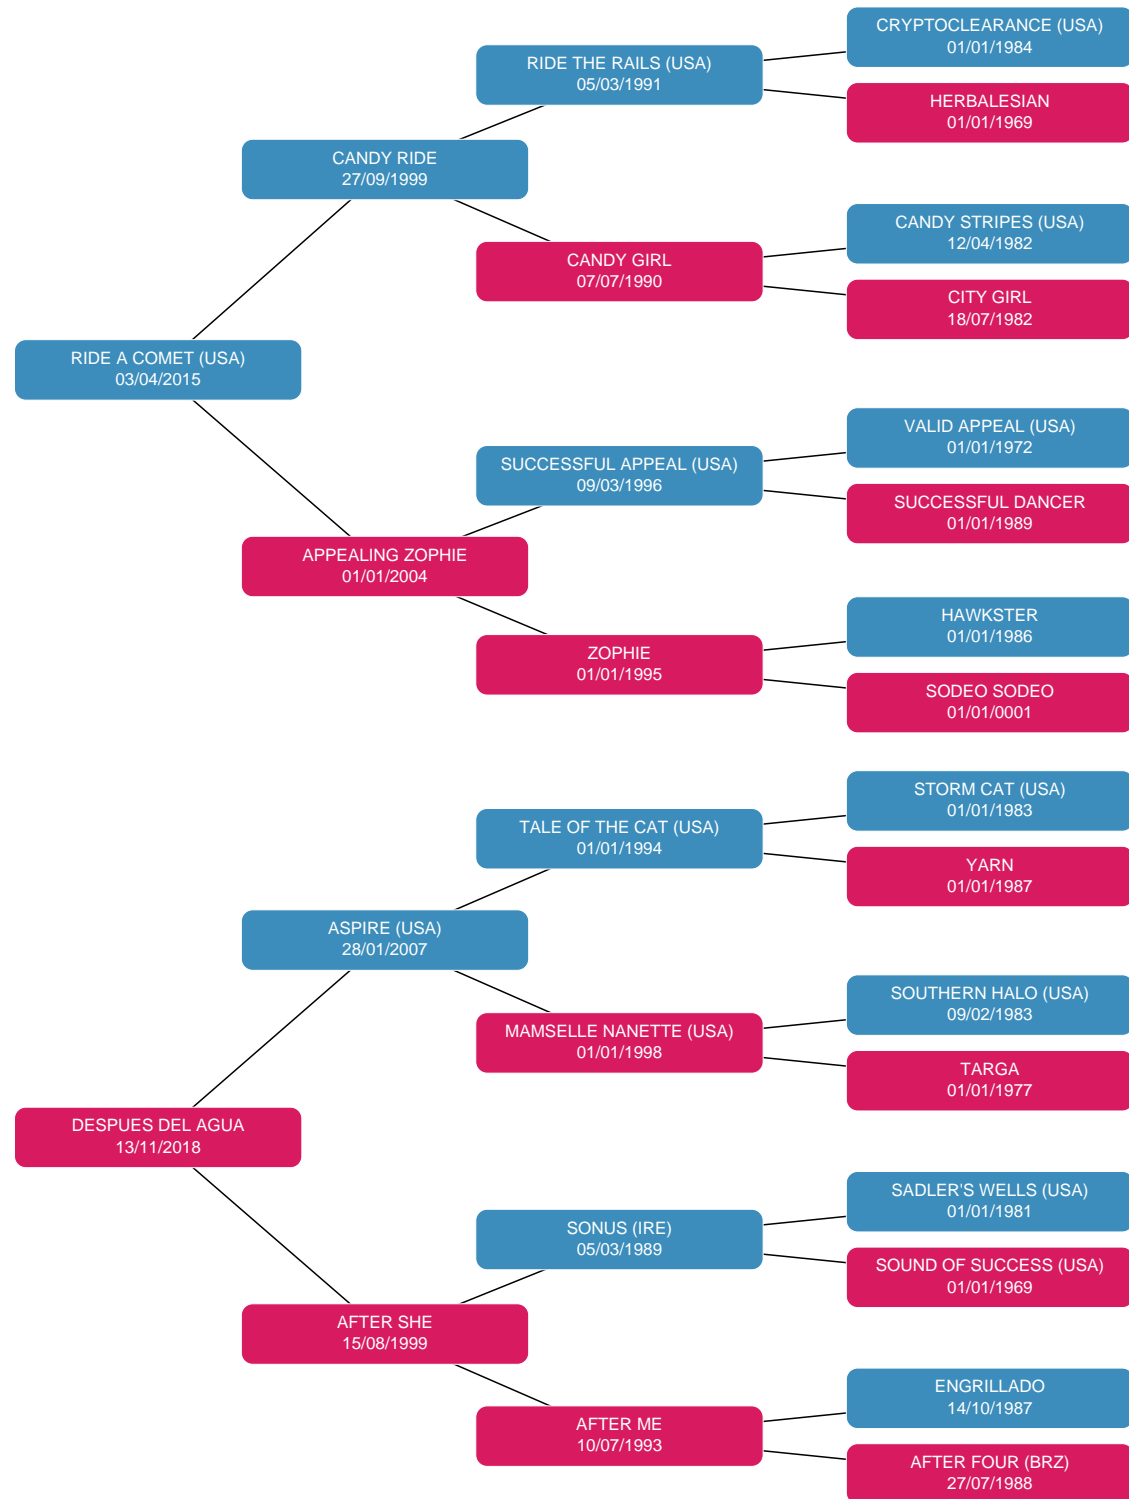 CRYPTOCLEARANCE (USA)
01/01/1984
RIDE THE RAILS (USA)
05/03/1991
HERBALESIAN
01/01/1969
CANDY RIDE
27/09/1999
CANDY STRIPES (USA)
12/04/1982
CANDY GIRL
07/07/1990
CITY GIRL
18/07/1982
RIDE A COMET (USA)
03/04/2015
VALID APPEAL (USA)
01/01/1972
SUCCESSFUL APPEAL (USA)
09/03/1996
SUCCESSFUL DANCER
01/01/1989
APPEALING ZOPHIE
01/01/2004
HAWKSTER
01/01/1986
ZOPHIE
01/01/1995
SODEO SODEO
01/01/0001
STORM CAT (USA)
01/01/1983
TALE OF THE CAT (USA)
01/01/1994
YARN
01/01/1987
ASPIRE (USA)
28/01/2007
SOUTHERN HALO (USA)
09/02/1983
MAMSELLE NANETTE (USA)
01/01/1998
TARGA
01/01/1977
DESPUES DEL AGUA
13/11/2018
SADLER'S WELLS (USA)
01/01/1981
SONUS (IRE)
05/03/1989
SOUND OF SUCCESS (USA)
01/01/1969
AFTER SHE
15/08/1999
ENGRILLADO
14/10/1987
AFTER ME
10/07/1993
AFTER FOUR (BRZ)
27/07/1988